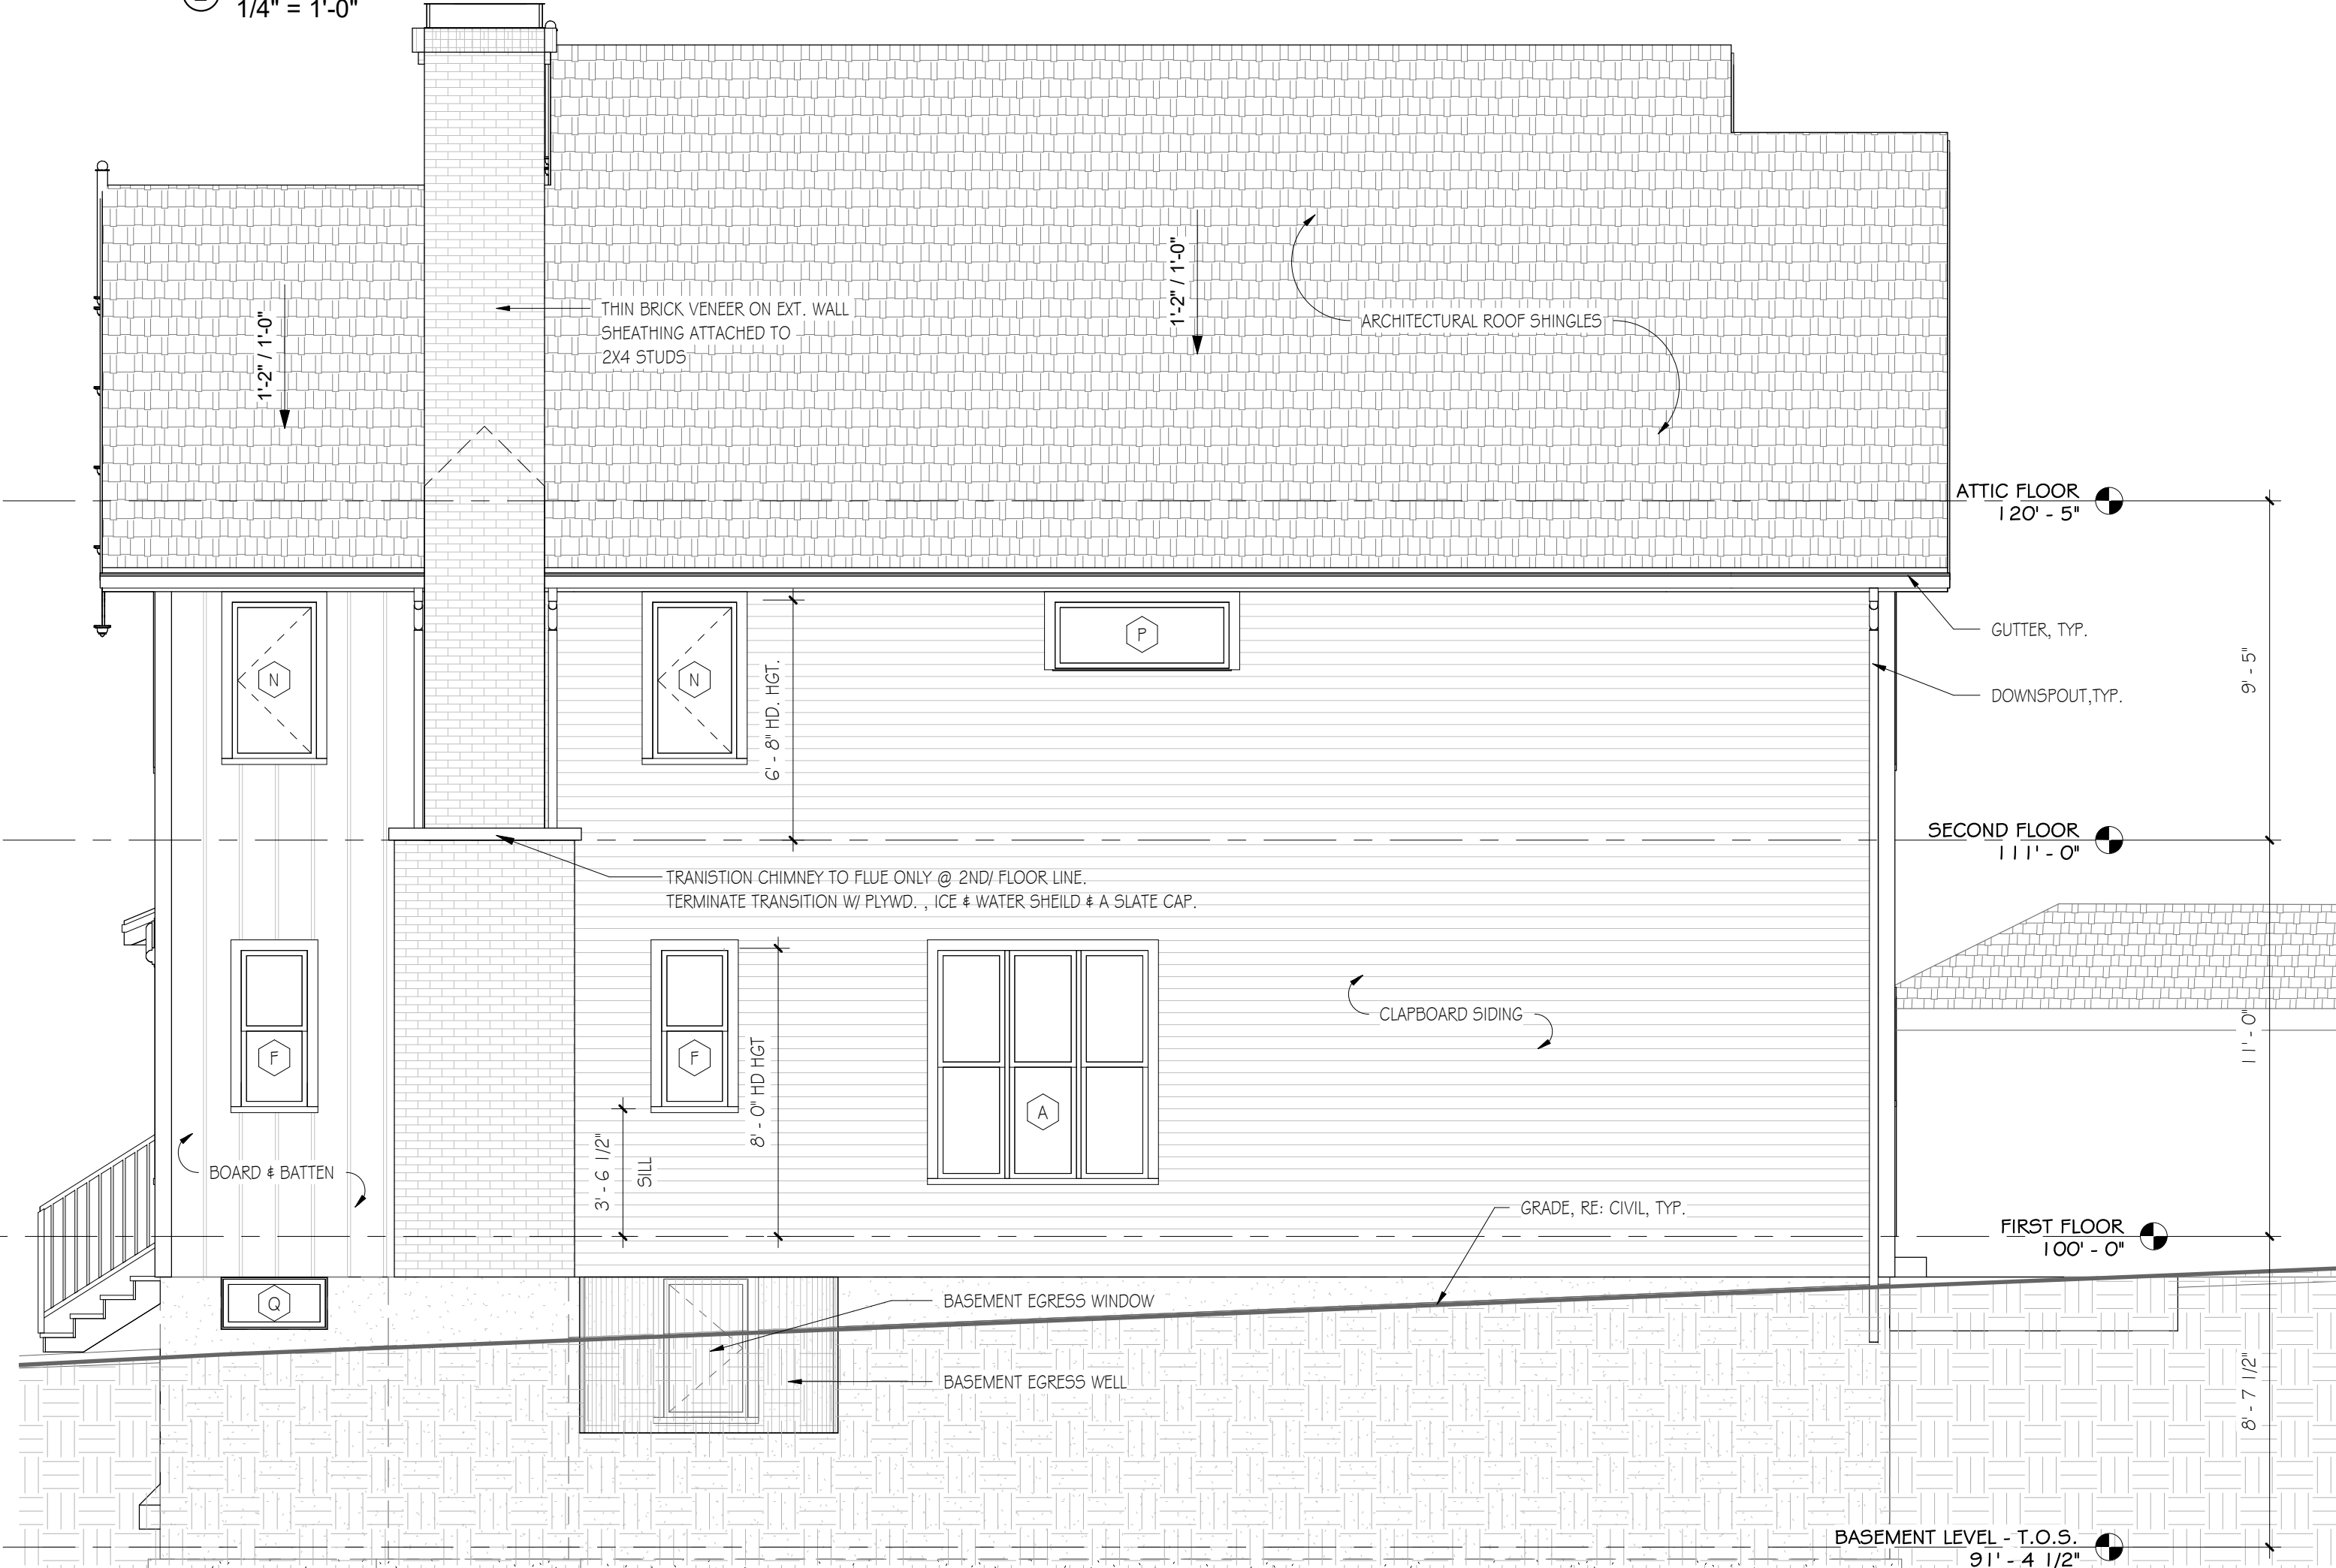 1/4" = 1'-0"
THIN BRICK VENEER ON EXT. WALL
SHEATHING ATTACHED TO
2X4 STUDS
1'-2" / 1'-0"
1'-2" / 1'-0"
ARCHITECTURAL ROOF SHINGLES
ATTIC FLOOR
120' - 5"
GUTTER, TYP.
N
N
P
6' - 8" HD. HGT.
9' - 5"
DOWNSPOUT,TYP.
SECOND FLOOR
111' - 0"
TRANISTION CHIMNEY TO FLUE ONLY @ 2ND/ FLOOR LINE.
TERMINATE TRANSITION W/ PLYWD. , ICE & WATER SHEILD & A SLATE CAP.
CLAPBOARD SIDING
11' - 0"
F
F
8' - 0" HD HGT
A
BOARD & BATTEN
3' - 6 1/2"
SILL
GRADE, RE: CIVIL, TYP.
FIRST FLOOR
100' - 0"
Q
BASEMENT EGRESS WINDOW
BASEMENT EGRESS WELL
8' - 7 1/2"
BASEMENT LEVEL - T.O.S.
91' - 4 1/2"